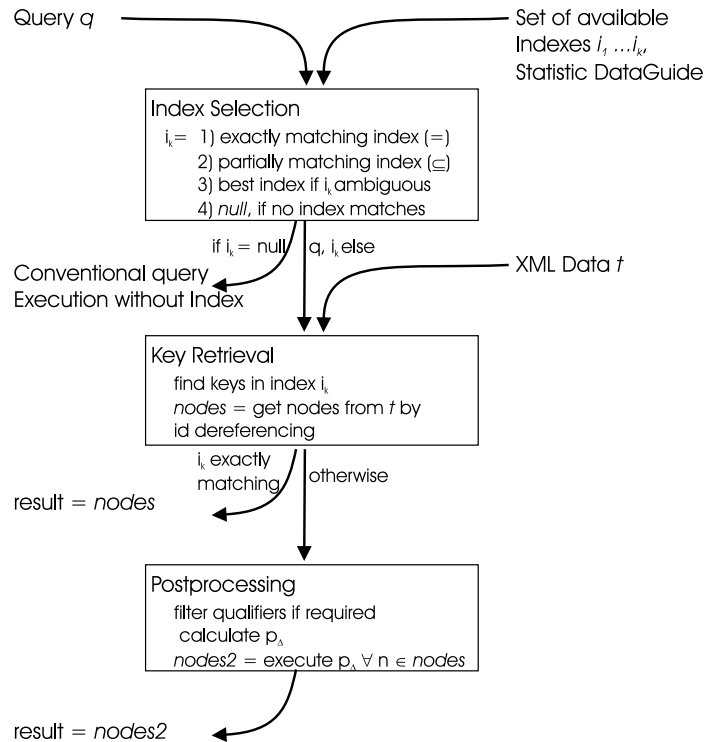 Query q
Set of available
Indexes i₁ ...iₖ,
Statistic DataGuide
Index Selection
iₖ= 1) exactly matching index (=)
2) partially matching index (⊆)
3) best index if iₖ ambiguous
4) null, if no index matches
if iₖ = null
q, iₖ else
Conventional query
Execution without Index
XML Data t
Key Retrieval
find keys in index iₖ
nodes = get nodes from t by
id dereferencing
iₖ exactly
matching
otherwise
result = nodes
Postprocessing
filter qualifiers if required
calculate p_Δ
nodes2 = execute p_Δ ∀ n ∈ nodes
result = nodes2